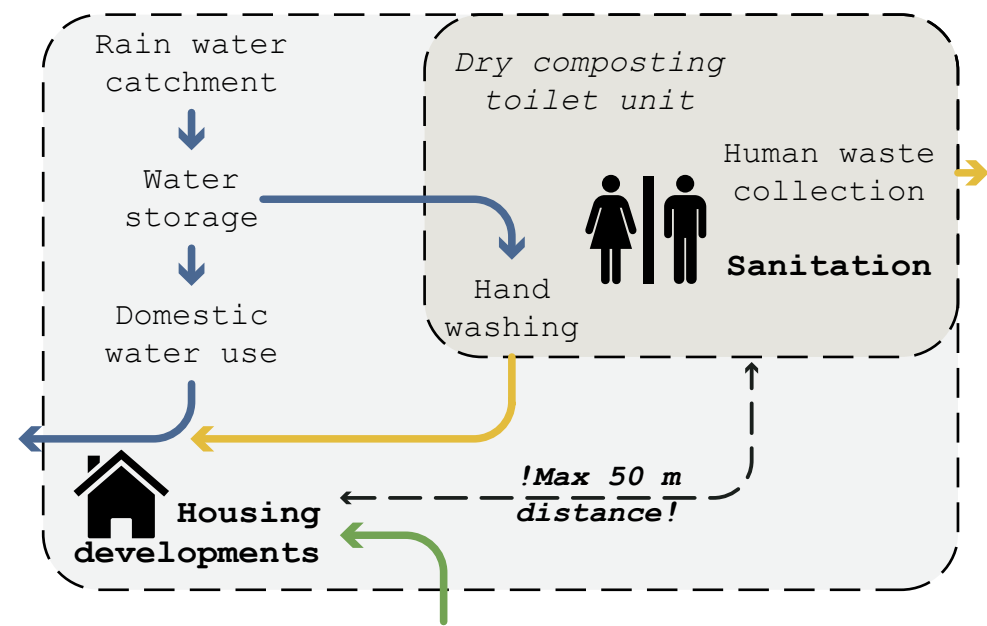 Rain water
catchment
Water
storage
Domestic
water use
Dry composting
toilet unit
Human waste
collection
Sanitation
Hand
washing
!Max 50 m
distance!
Housing
developments